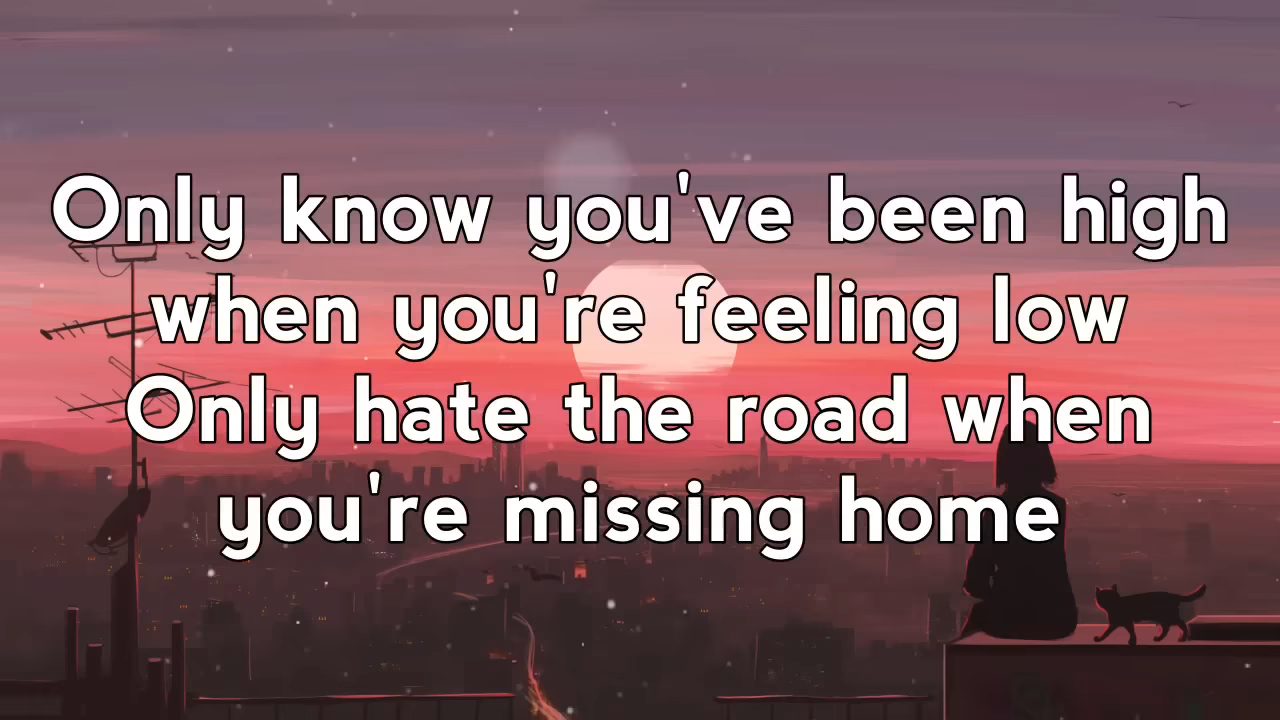 Only know you've been high
when you're feeling low
Only hate the road when
you're missing home